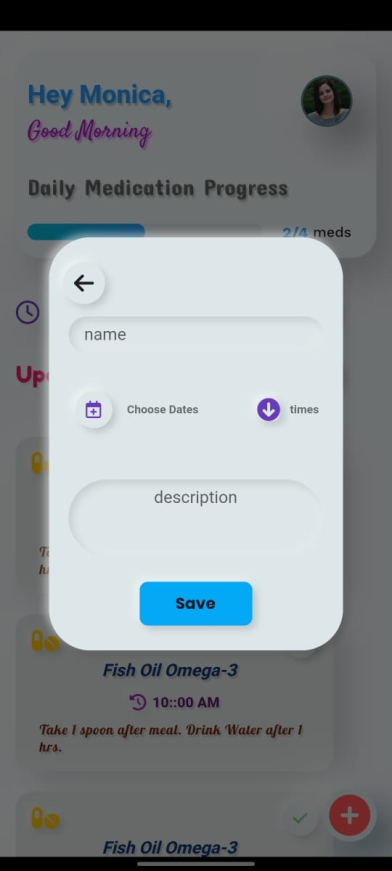 Hey Monica,
Good Morning
Daily Medication Progress
2/4 meds
Upc
name
Choose Dates
times
description
Save
Fish Oil Omega-3
10::00 AM
Take 1 spoon after meal. Drink Water after 1
hrs.
Fish Oil Omega-3